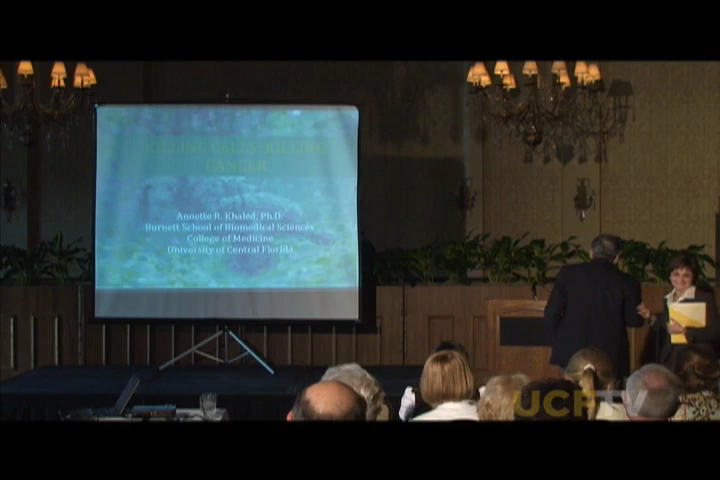 KILLING CELLS-KILLING
CANCER
Annette R. Khaled, Ph.D.
Burnett School of Biomedical Sciences
College of Medicine
University of Central Florida
UCFTV